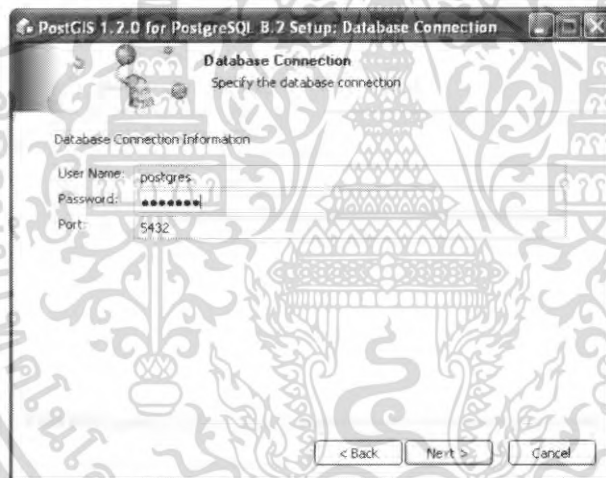 PostGIS 1.2.0 for PostgreSQL 8.2 Setup: Database Connection
Database Connection
Specify the database connection
Database Connection Information
User Name: postgres
Password: •••••••
Port: 5432
< Back Next > Cancel